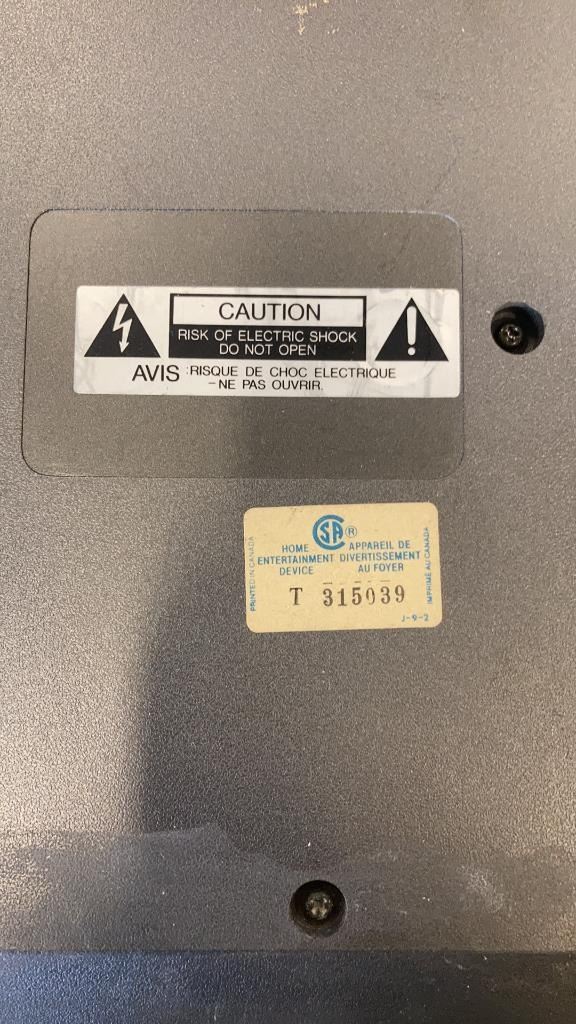 CAUTION
RISK OF ELECTRIC SHOCK
DO NOT OPEN
AVIS :RISQUE DE CHOC ELECTRIQUE
-NE PAS OUVRIR.
PRINTED IN CANADA
SA ®
HOME APPAREIL DE
ENTERTAINMENT DIVERTISSEMENT
DEVICE AU FOYER
T 315039
J-9-2
IMPRIMÉ AU CANADA